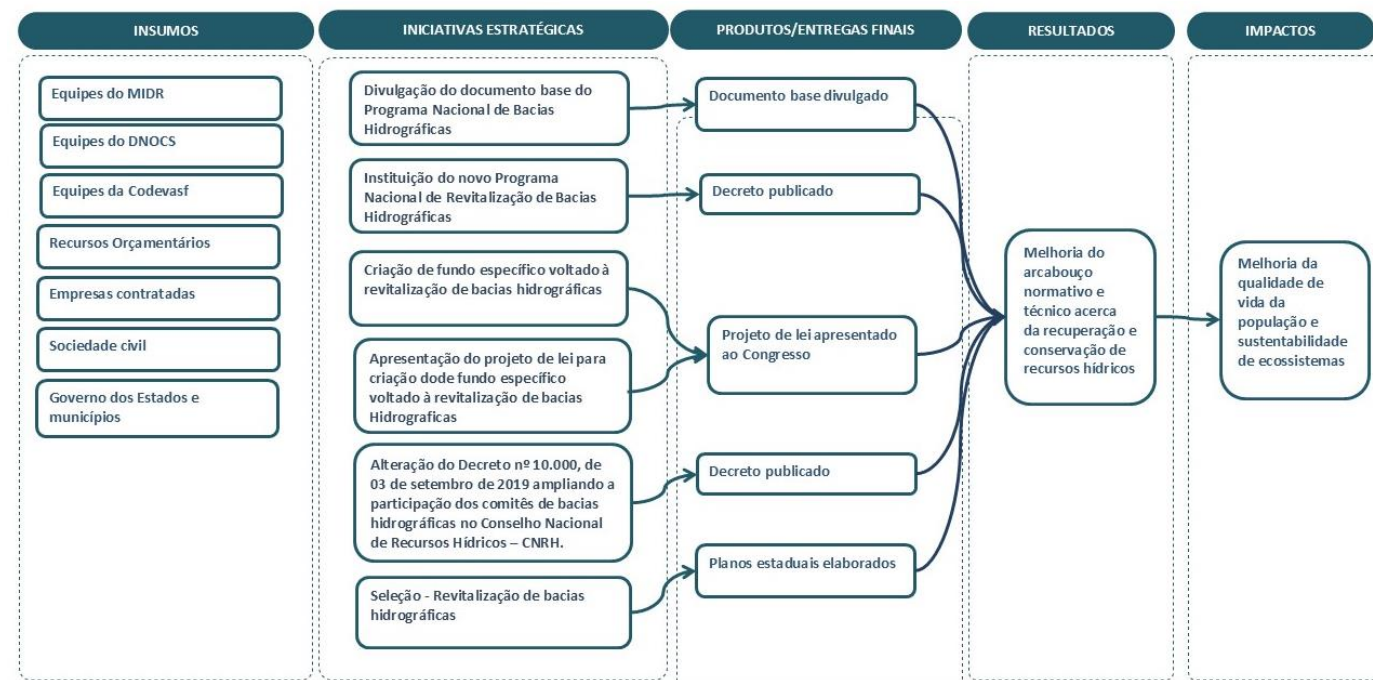 INSUMOS
INICIATIVAS ESTRATÉGICAS
PRODUTOS/ENTREGAS FINAIS
RESULTADOS
IMPACTOS
Equipes do MIDR
Equipes do DNOCS
Equipes da Codevasf
Recursos Orçamentários
Empresas contratadas
Sociedade civil
Governo dos Estados e
municípios
Divulgação do documento base do
Programa Nacional de Bacias
Hidrográficas
Instituição do novo Programa
Nacional de Revitalização de Bacias
Hidrográficas
Criação de fundo específico voltado à
revitalização de bacias hidrográficas
Apresentação do projeto de lei para
criação dode fundo específico
voltado à revitalização de bacias
Hidrograficas
Alteração do Decreto nº 10.000, de
03 de setembro de 2019 ampliando a
participação dos comitês de bacias
hidrográficas no Conselho Nacional
de Recursos Hídricos – CNRH.
Seleção - Revitalização de bacias
hidrográficas
Documento base divulgado
Decreto publicado
Projeto de lei apresentado
ao Congresso
Decreto publicado
Planos estaduais elaborados
Melhoria do
arcabouço
normativo e
técnico acerca
da recuperação e
conservação de
recursos hídricos
Melhoria da
qualidade de
vida da
população e
sustentabilidade
de ecossistemas